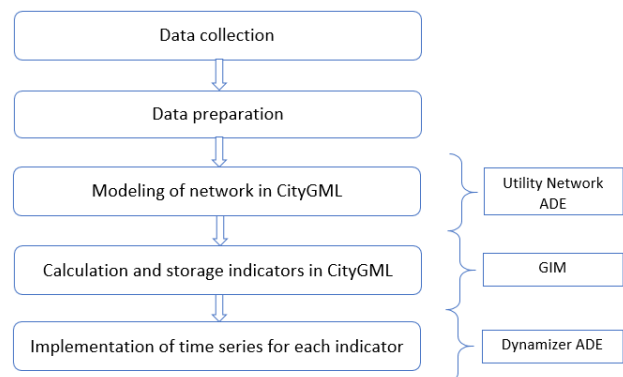 Data collection
Data preparation
Modeling of network in CityGML
Utility Network
ADE
Calculation and storage indicators in CityGML
GIM
Implementation of time series for each indicator
Dynamizer ADE